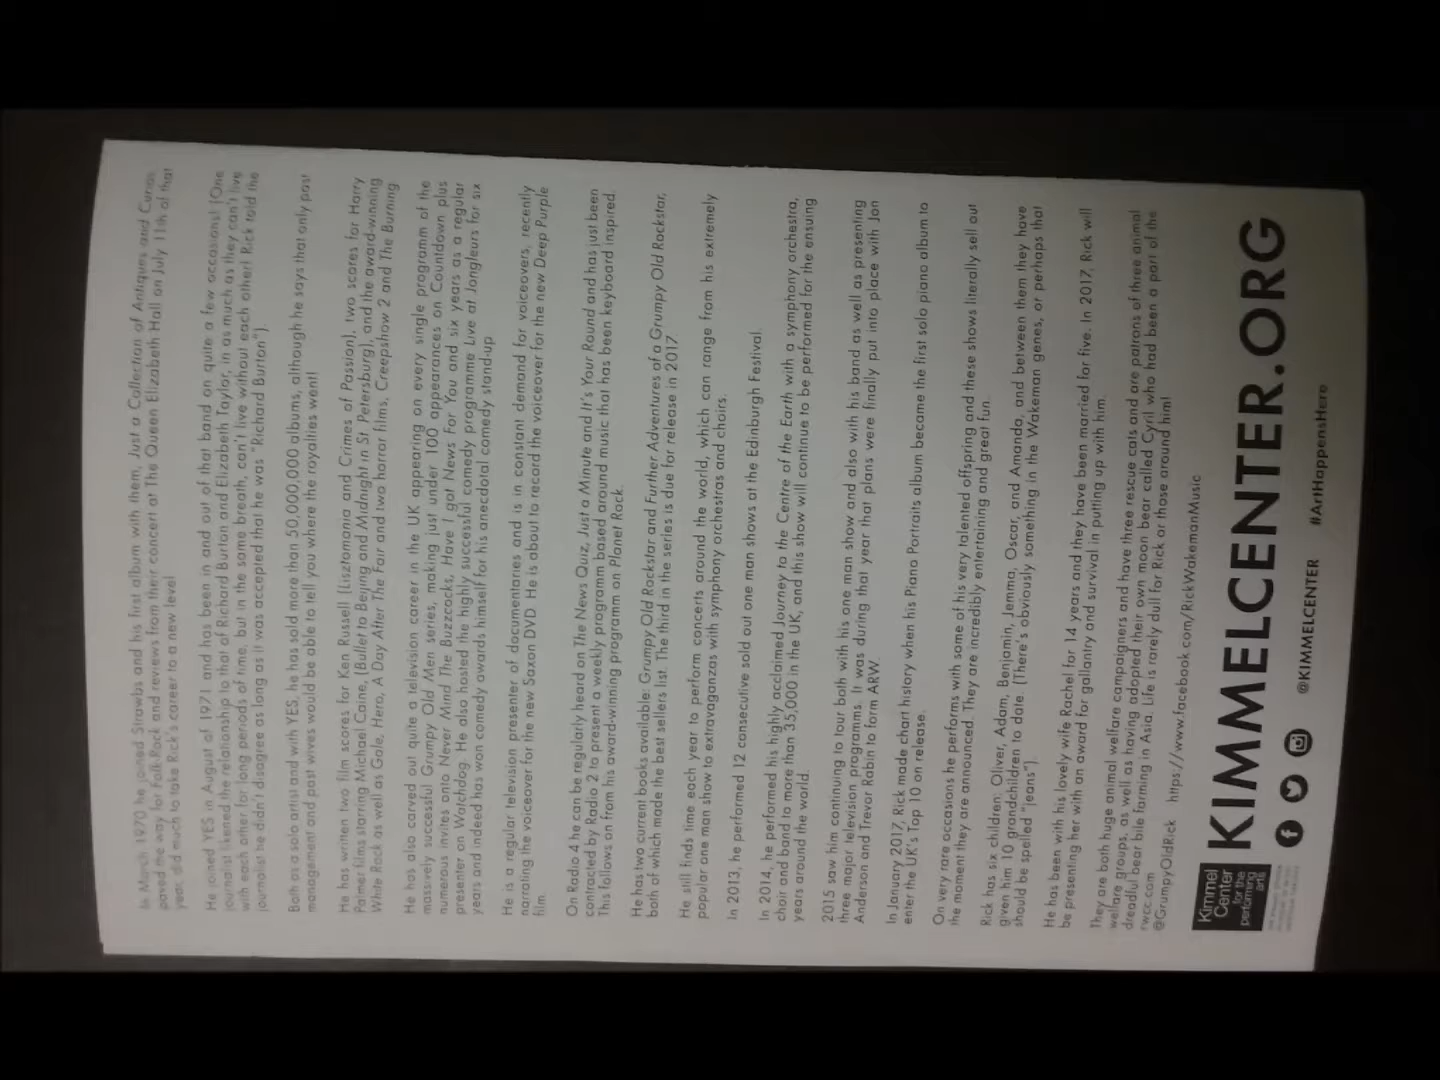 In March 1970 he joined Strawbs and his first album with them, Just a Collection of Antiques and Curios,
paved the way for Folk-Rock and reviews from their concert at The Queen Elizabeth Hall on July 11th of that
year, did much to take Rick's career to a new level
He joined YES in August of 1971 and has been in and out of that band on quite a few occasions! (One
journalist likened the relationship to that of Richard Burton and Elizabeth Taylor, in as much as they can't live
with each other for long periods of time, but in the same breath, can't live without each other! Rick told the
journalist he didn't disagree as long as it was accepted that he was "Richard Burton").
Both as a solo artist and with YES, he has sold more than 50,000,000 albums, although he says that only past
management and past wives would be able to tell you where the royalties went!
He has written two film scores for Ken Russell (Lisztomania and Crimes of Passion), two scores for Harry
Palmer films starring Michael Caine, (Bullet to Beijing and Midnight in St Petersburg), and the award-winning
White Rock as well as Gole, Hero, A Day After The Fair and two horror films, Creepshow 2 and The Burning
He has also carved out quite a television career in the UK appearing on every single programm of the
massively successful Grumpy Old Men series, making just under 100 appearances on Countdown plus
numerous invites onto Never Mind The Buzzcocks, Have I got News For You and six years as a regular
presenter on Watchdog. He also hosted the highly successful comedy programme Live at Jongleurs for six
years and indeed has won comedy awards himself for his anecdotal comedy stand-up
He is a regular television presenter of documentaries and is in constant demand for voiceovers, recently
narrating the voiceover for the new Saxon DVD. He is about to record the voiceover for the new Deep Purple
film.
On Radio 4 he can be regularly heard on The News Quiz, Just a Minute and It's Your Round and has just been
contracted by Radio 2 to present a weekly programm based around music that has been keyboard inspired.
This follows on from his award-winning program on Planet Rock.
He has two current books available: Grumpy Old Rockstar and Further Adventures of a Grumpy Old Rockstar,
both of which made the best sellers list. The third in the series is due for release in 2017.
He still finds time each year to perform concerts around the world, which can range from his extremely
popular one man show to extravaganzas with symphony orchestras and choirs.
In 2013, he performed 12 consecutive sold out one man shows at the Edinburgh Festival.
In 2014, he performed his highly acclaimed Journey to the Centre of the Earth with a symphony orchestra,
choir and band to more than 35,000 in the UK, and this show will continue to be performed for the ensuing
years around the world.
2015 saw him continuing to tour both with his one man show and also with his band as well as presenting
three major television programms. It was during that year that plans were finally put into place with Jon
Anderson and Trevor Rabin to form ARW.
In January 2017, Rick made chart history when his Piano Portraits album became the first solo piano album to
enter the UK's Top 10 on release.
On very rare occasions he performs with some of his very talented offspring and these shows literally sell out
the moment they are announced. They are incredibly entertaining and great fun.
Rick has six children: Oliver, Adam, Benjamin, Jemma, Oscar, and Amanda, and between them they have
given him 10 grandchildren to date. (There's obviously something in the Wakeman genes, or perhaps that
should be spelled "jeans").
He has been with his lovely wife Rachel for 14 years and they have been married for five. In 2017, Rick will
be presenting her with an award for gallantry and survival in putting up with him.
They are both huge animal welfare campaigners and have three rescue cats and are patrons of three animal
welfare groups, as well as having adopted their own moon bear called Cyril who had been a part of the
dreadful bear bile farming in Asia. Life is rarely dull for Rick or those around him!
rwcc.com
@GrumpyOldRick https://www.facebook.com/RickWakemanMusic
Kimmel Center for the performing arts
KIMMELCENTER.ORG
@KIMMELCENTER #ArtHappensHere